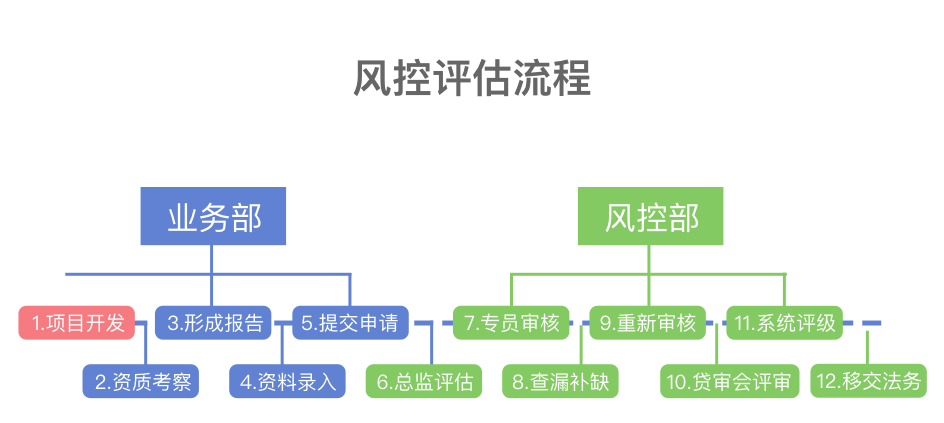 风控评估流程
业务部
风控部
1.项目开发
3.形成报告
5.提交申请
7.专员审核
9.重新审核
11.系统评级
2.资质考察
4.资料录入
6.总监评估
8.查漏补缺
10.贷审会评审
12.移交法务